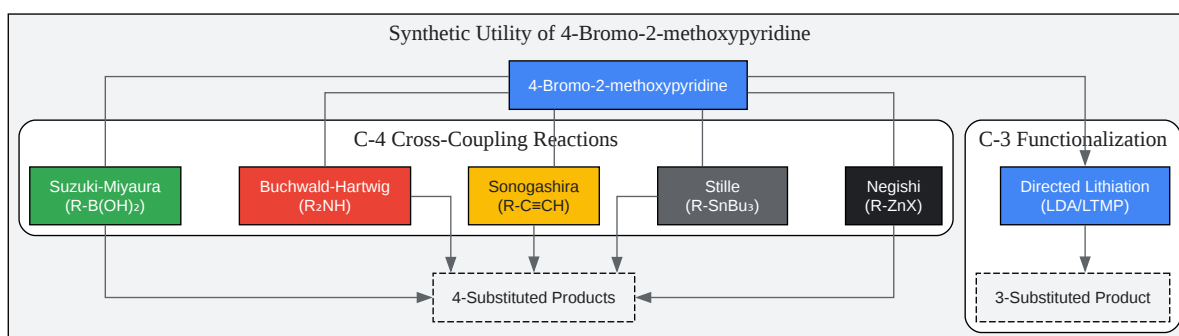 Synthetic Utility of 4-Bromo-2-methoxypyridine
4-Bromo-2-methoxypyridine
C-4 Cross-Coupling Reactions
C-3 Functionalization
Suzuki-Miyaura
(R-B(OH)₂)
Buchwald-Hartwig
(R₂NH)
Sonogashira
(R-C≡CH)
Stille
(R-SnBu₃)
Negishi
(R-ZnX)
Directed Lithiation
(LDA/LTMP)
4-Substituted Products
3-Substituted Product